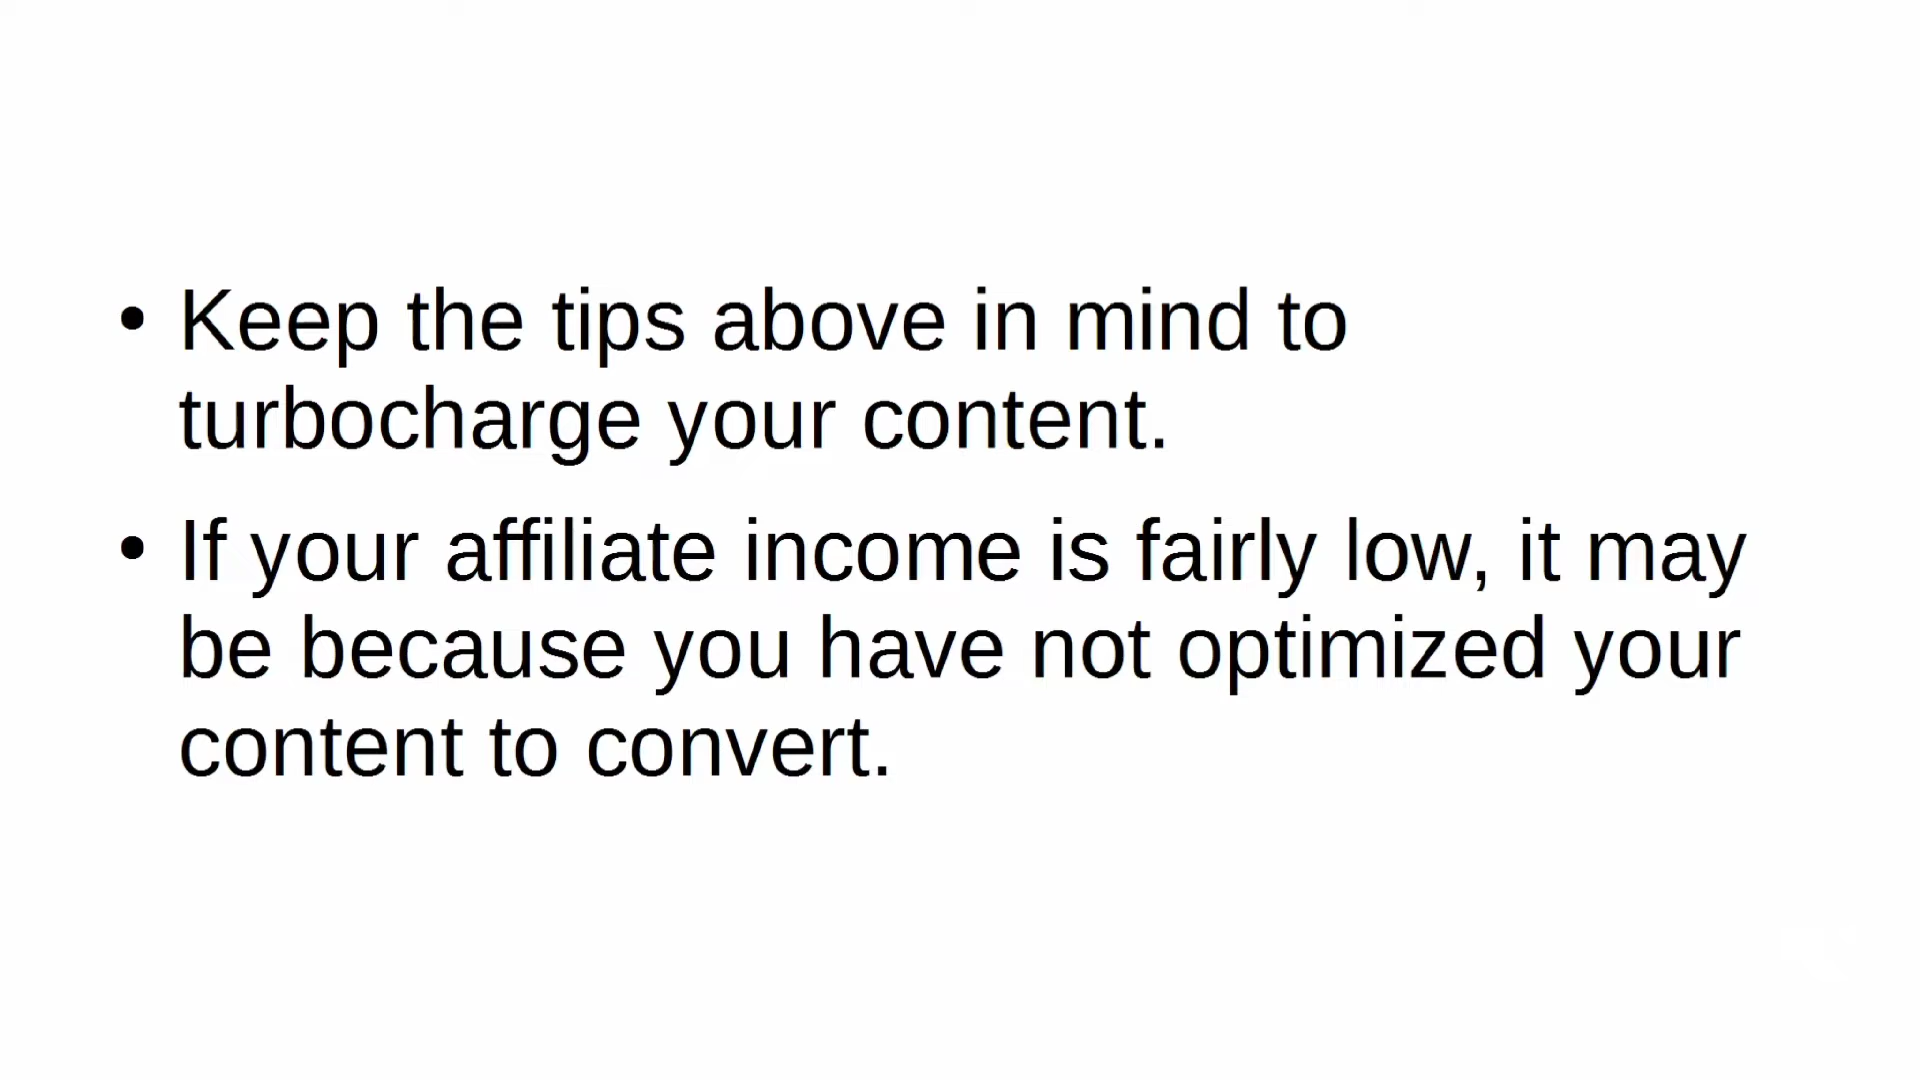 • Keep the tips above in mind to
turbocharge your content.
• If your affiliate income is fairly low, it may
be because you have not optimized your
content to convert.